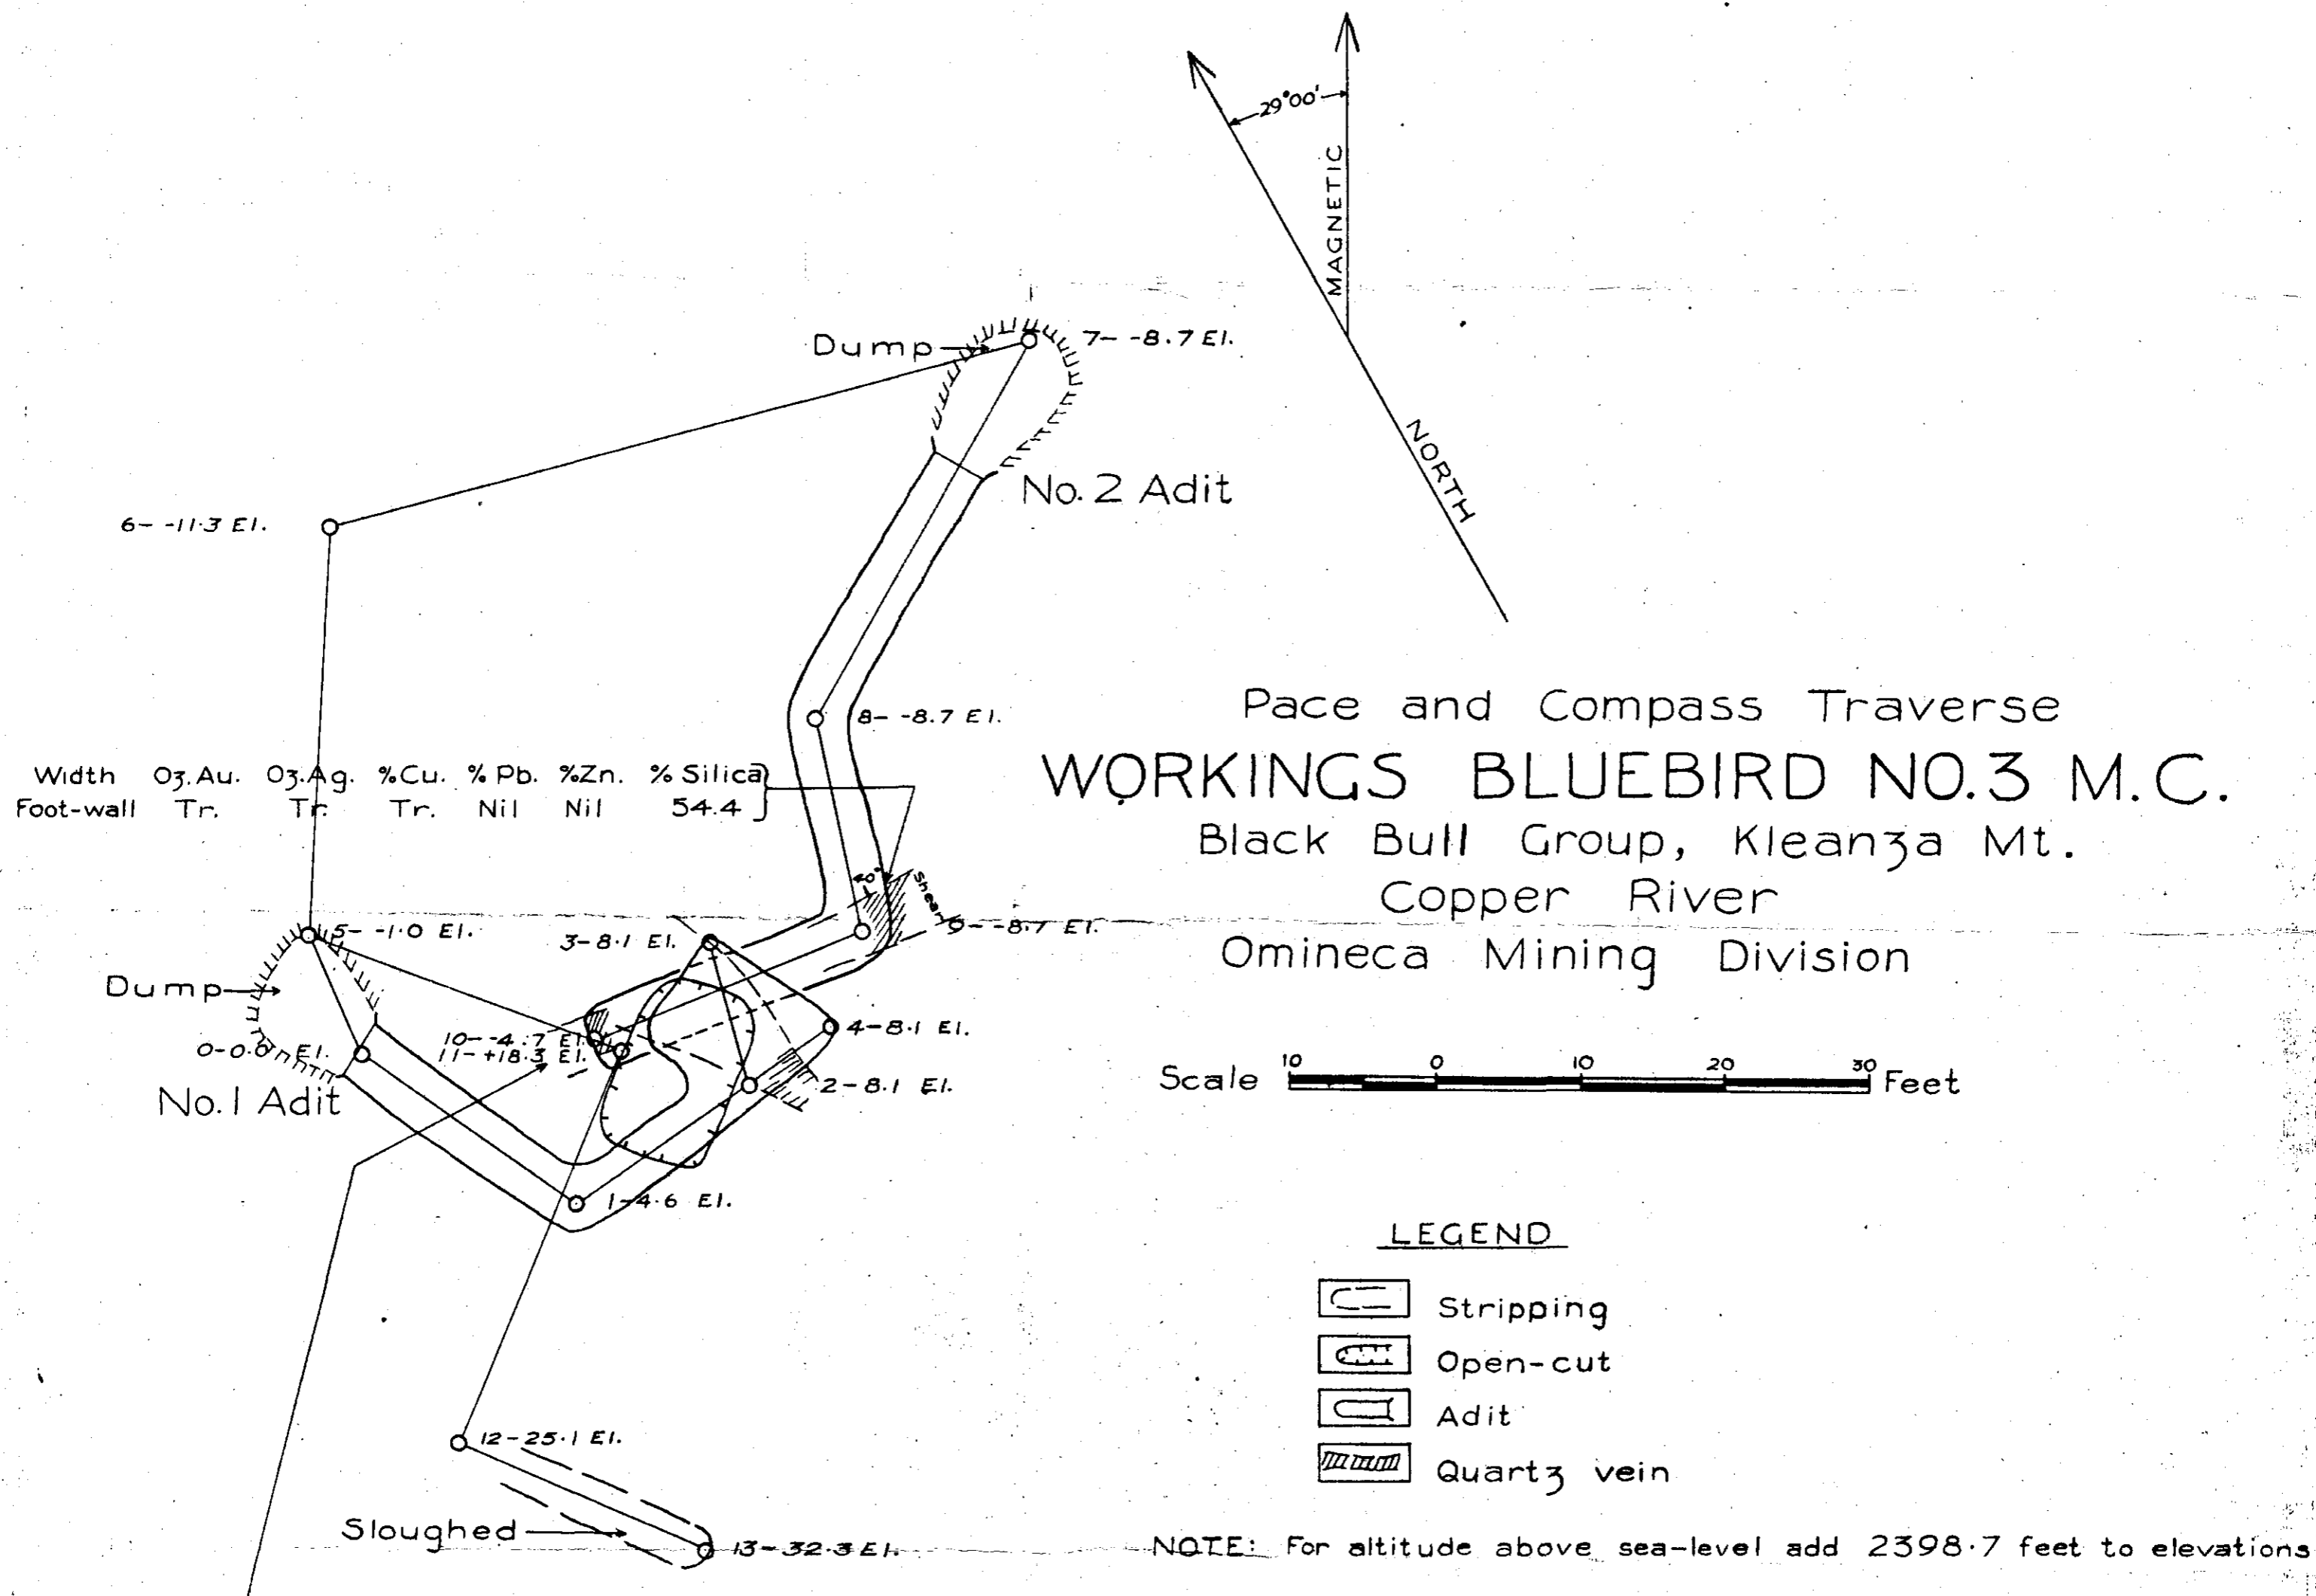 29°00'
MAGNETIC
NORTH
Dump
7- -8.7 El.
No. 2 Adit
6- -11.3 El.
8- -8.7 El.
Width Oz. Au. Oz. Ag. %Cu. % Pb. %Zn. % Silica
Foot-wall Tr. Tr. Tr. Nil Nil 54.4
Pace and Compass Traverse
WORKINGS BLUEBIRD NO.3 M.C.
Black Bull Group, Kleanza Mt.
Copper River
Omineca Mining Division
40°
Shear
9- -8.7 El.
5- -1.0 El.
3-8.1 El.
Dump
10- -4.7 El.
11-+18.3 El.
0-0.0 El.
4-8.1 El.
2-8.1 El.
No. 1 Adit
1-4.6 El.
Scale 10 0 10 20 30 Feet
LEGEND
Stripping
Open-cut
Adit
Quartz vein
12-25.1 El.
Sloughed
13-32.3 El.
NOTE: For altitude above sea-level add 2398.7 feet to elevations